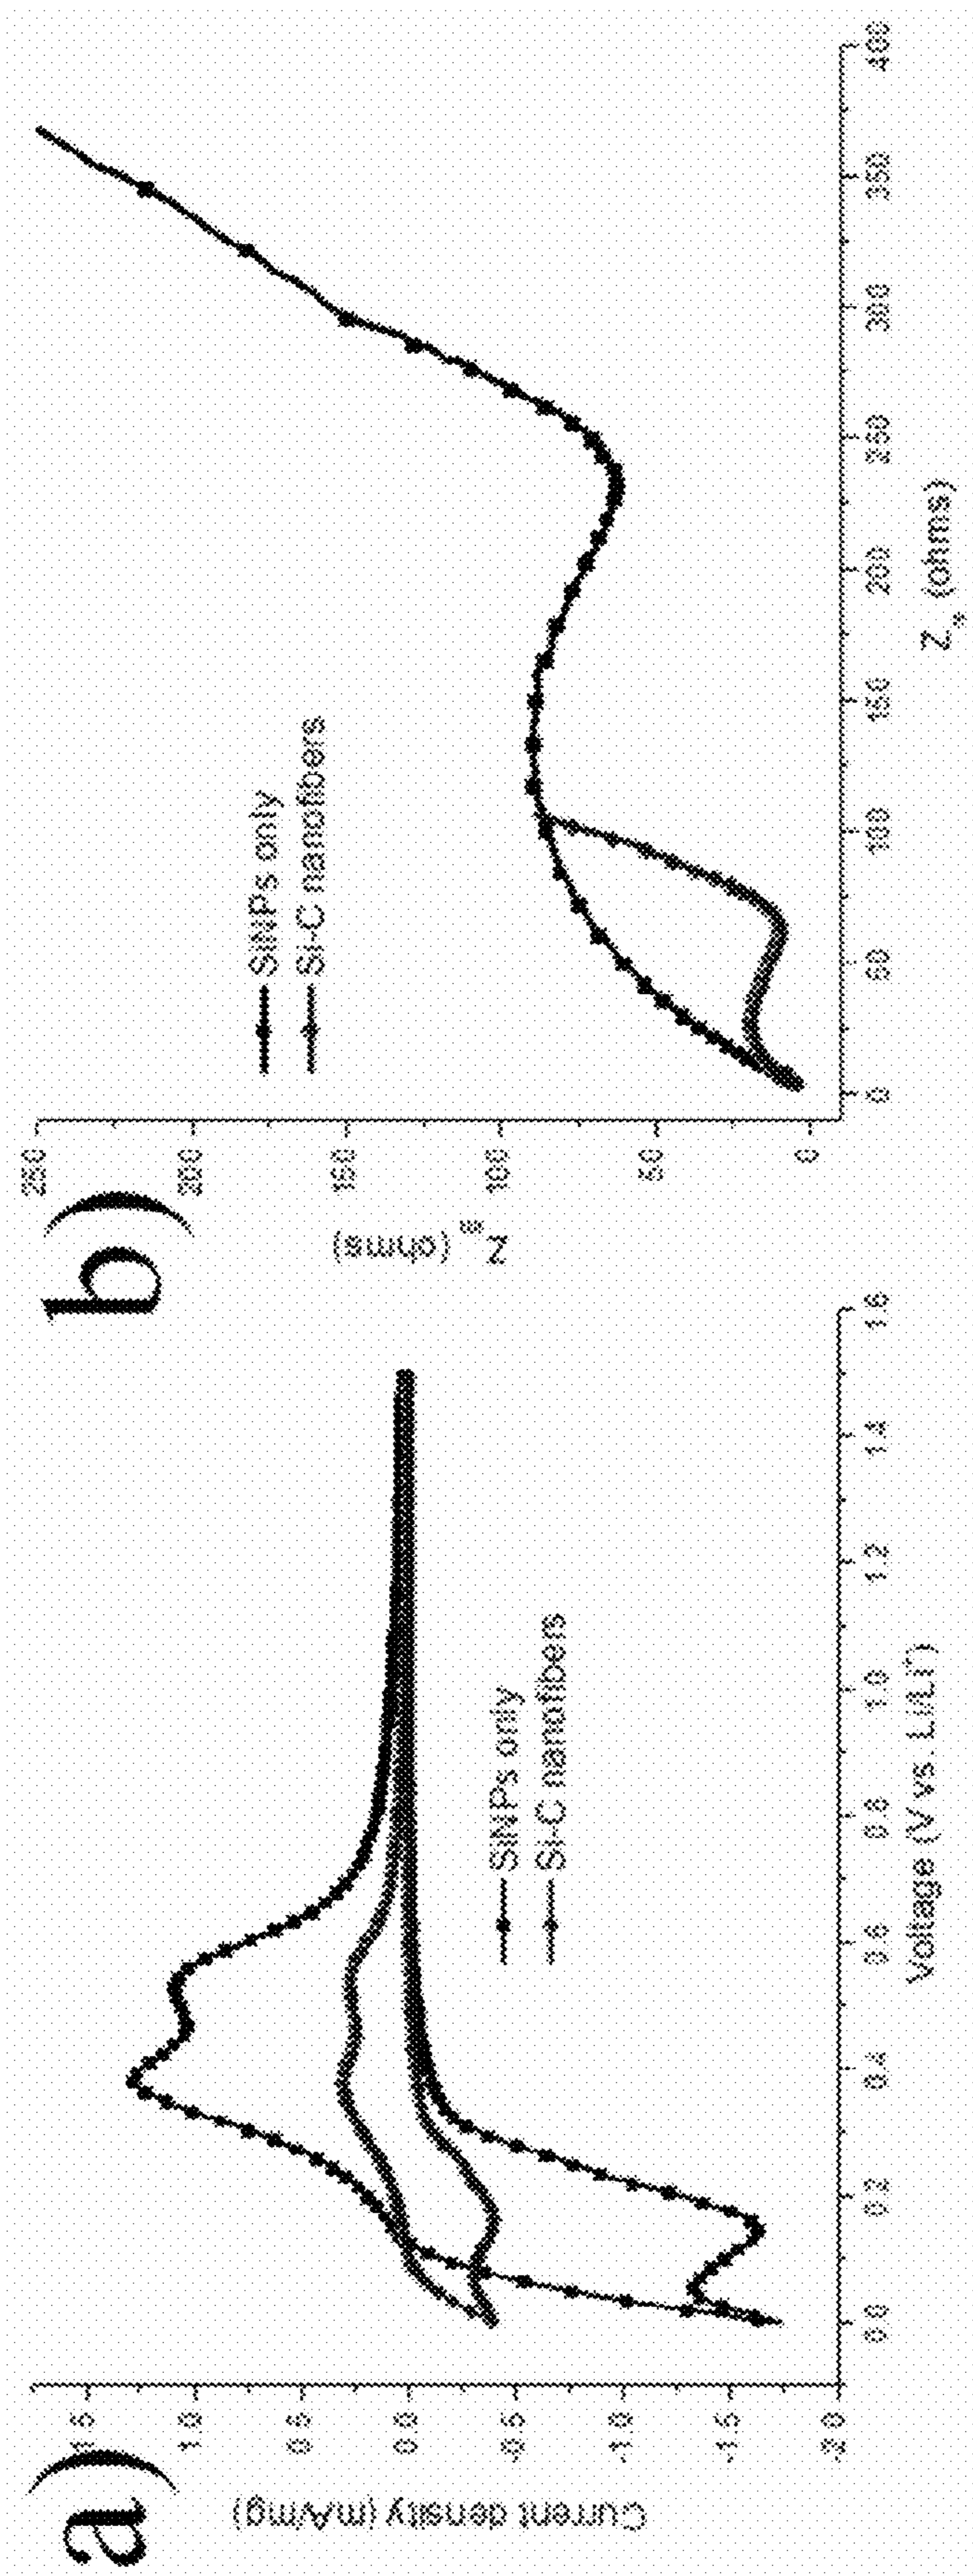 a)
1.5
1.0
0.5
0.0
-0.5
-1.0
-1.5
-2.0
Current density (mA/mg)
SiNPs only
Si-C nanofibers
0.0 0.2 0.4 0.6 0.8 1.0 1.2 1.4 1.6
Voltage (V vs. Li/Li⁺)
b)
250
200
150
100
50
0
Z (ohms)
SiNPs only
Si-C nanofibers
0 50 100 150 200 250 300 350 400
Z (ohms)